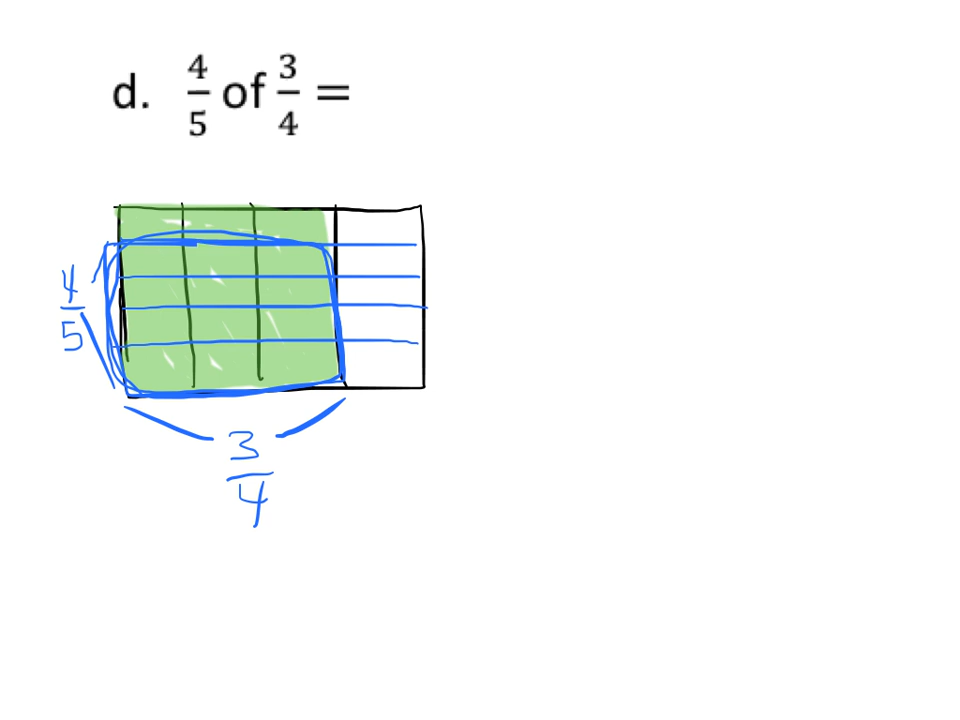 d. 4/5 of 3/4 =
4/5
3/4